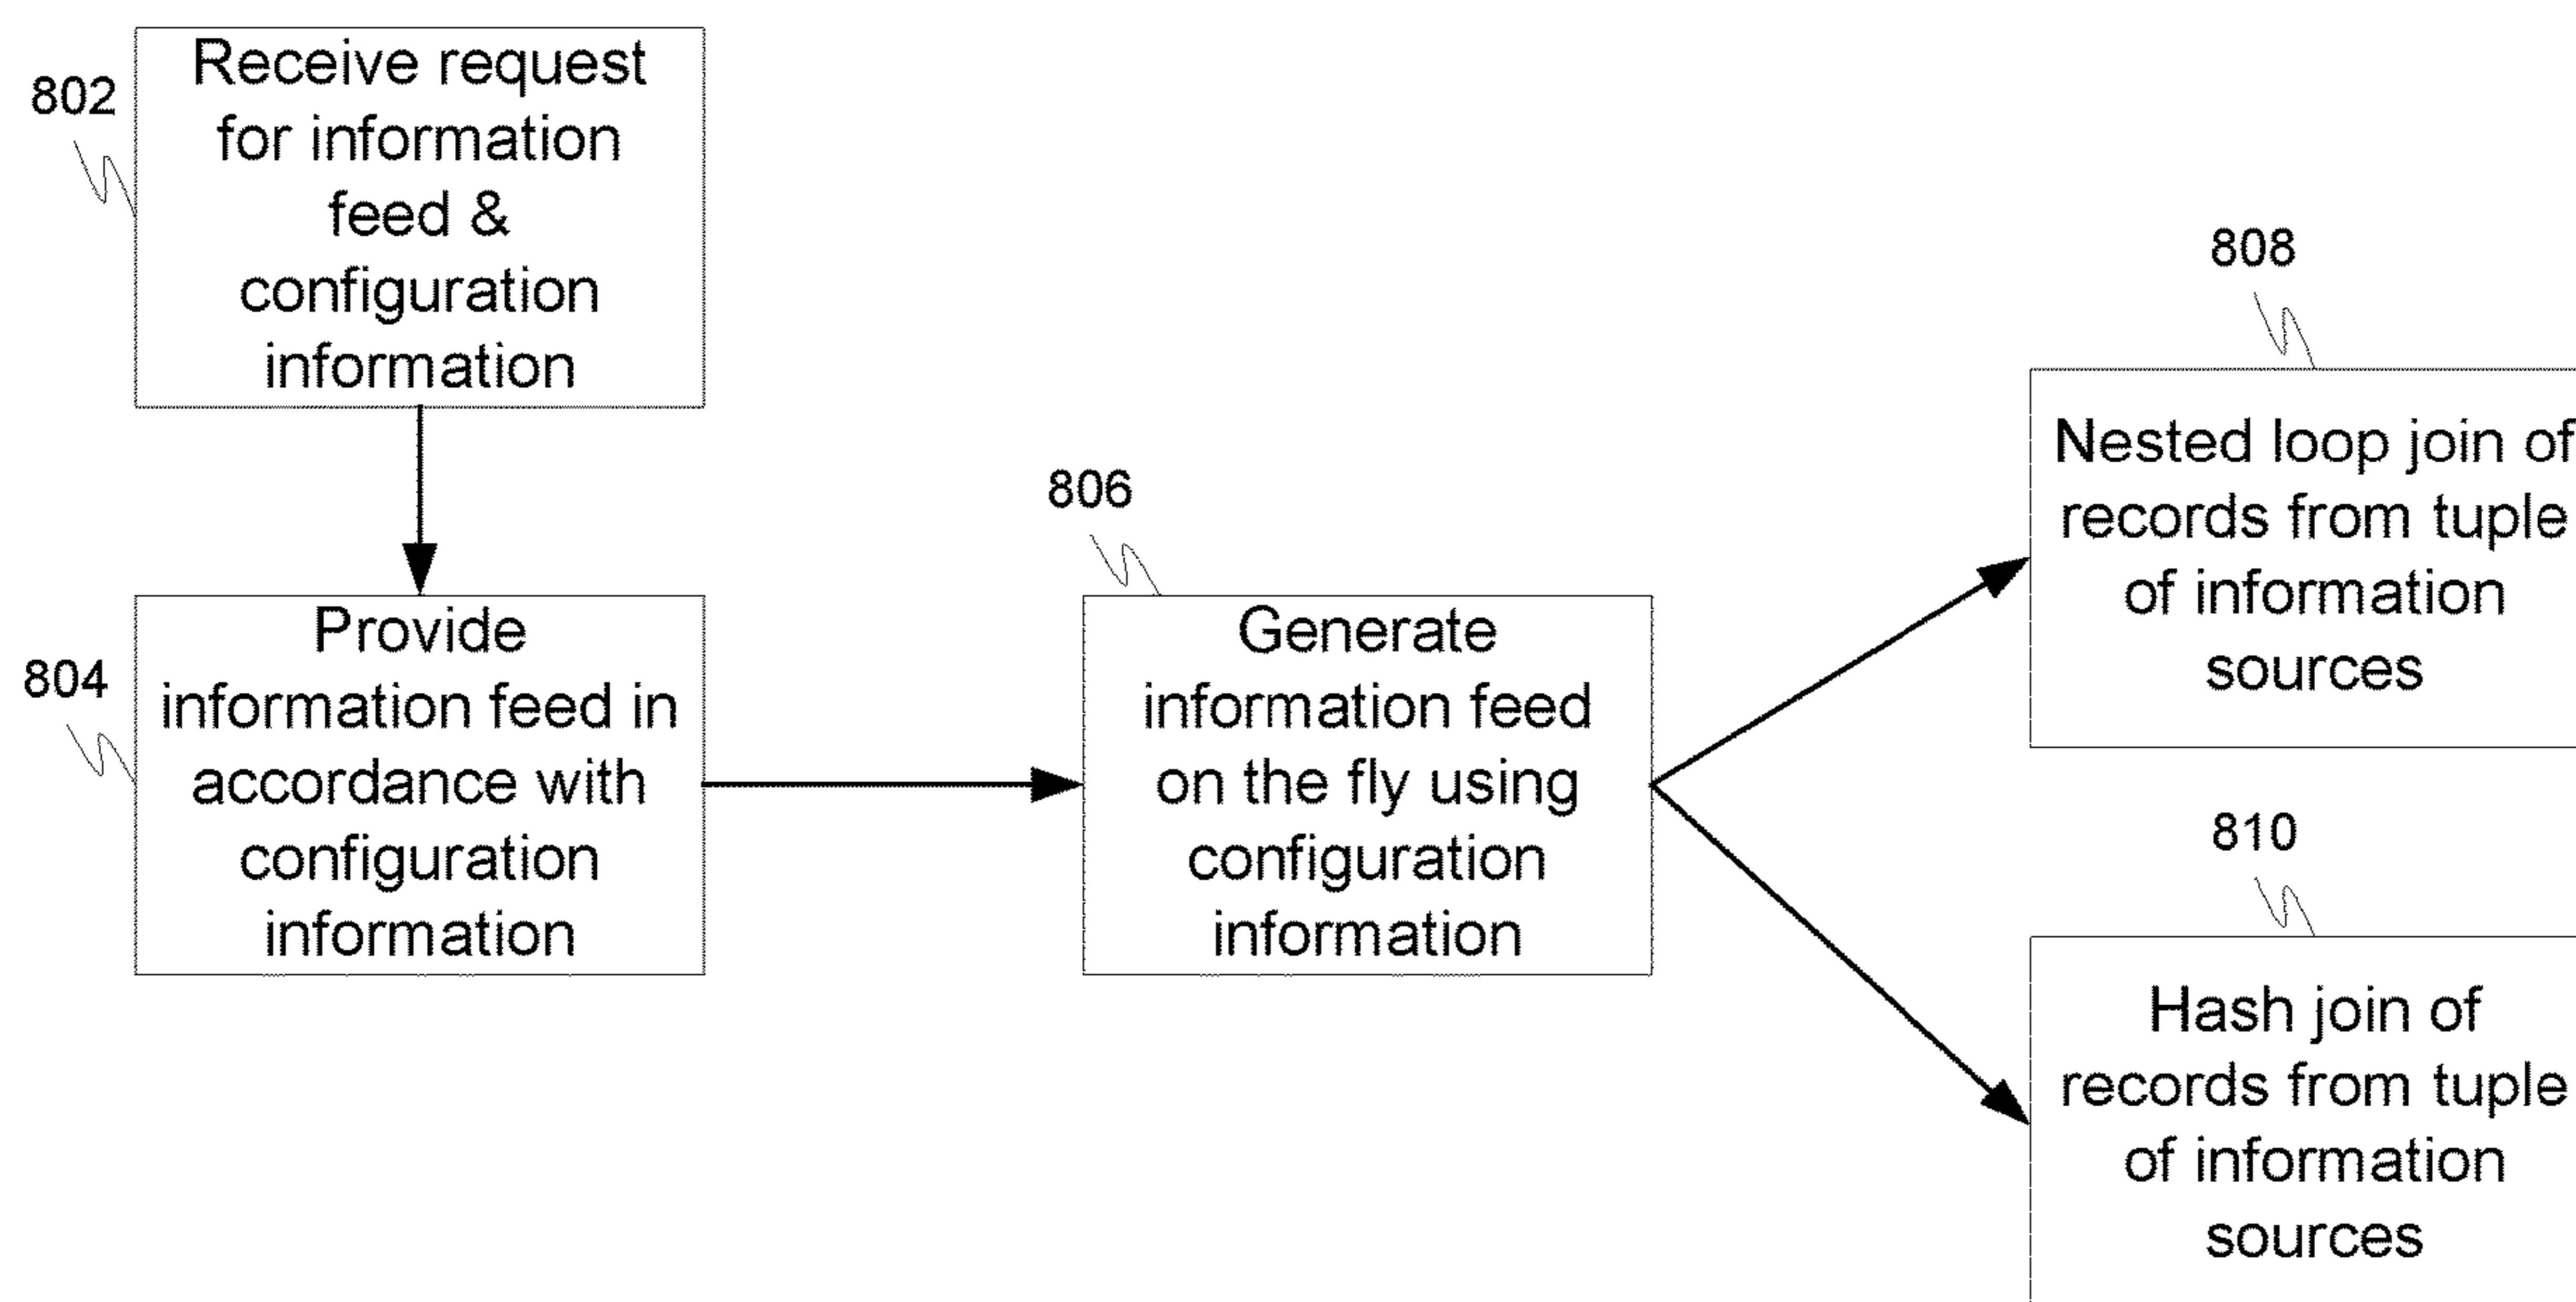 802
Receive request
for information
feed &
configuration
information
804
Provide
information feed in
accordance with
configuration
information
806
Generate
information feed
on the fly using
configuration
information
808
Nested loop join of
records from tuple
of information
sources
810
Hash join of
records from tuple
of information
sources